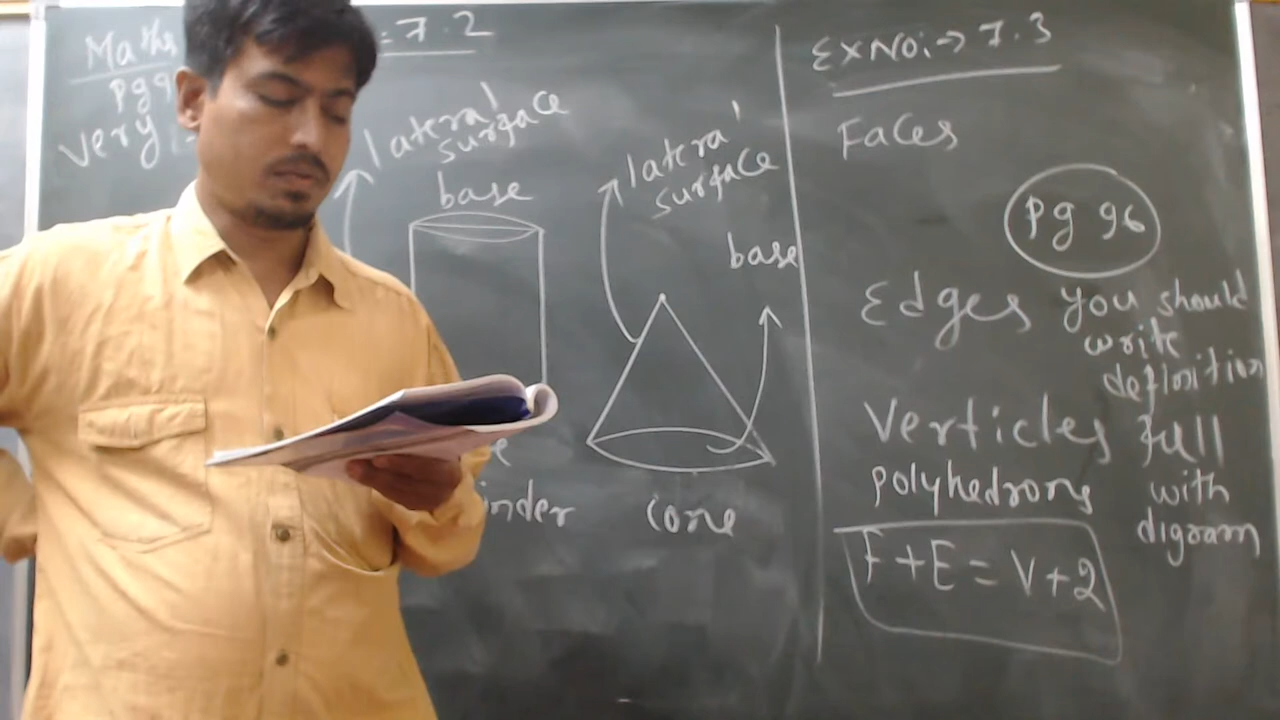 Maths = 7.2
pg 9
very
lateral
surface
base
lateral
surface
base
inder
cone
ExNo:-> 7.3
Faces
pg 96
Edges you should
write
definition
Verticles full
polyhedrons with
digram
F+E=V+2